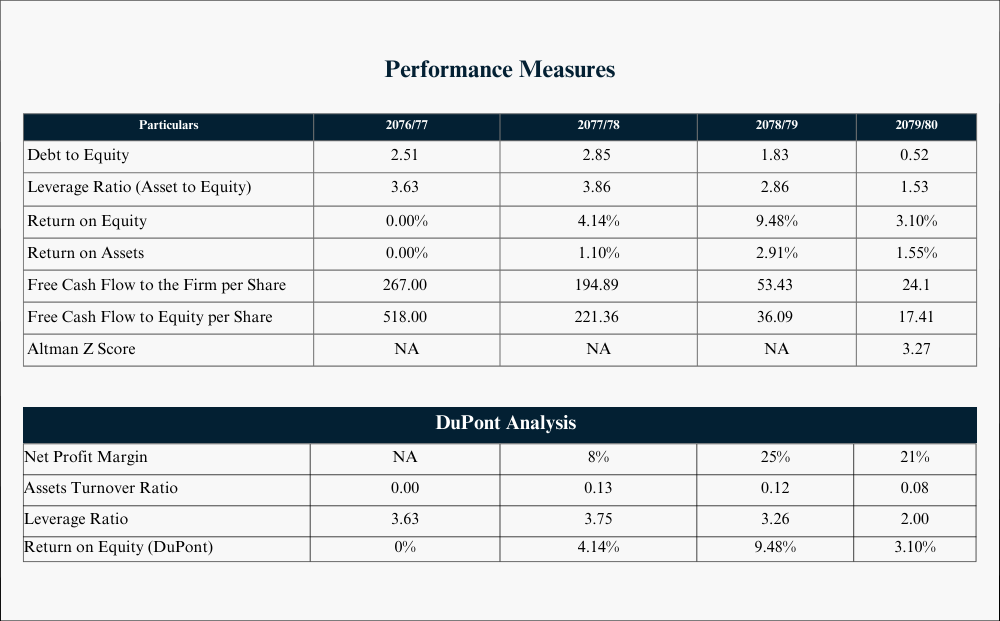 Performance Measures
Particulars 2076/77 2077/78 2078/79 2079/80
Debt to Equity 2.51 2.85 1.83 0.52
Leverage Ratio (Asset to Equity) 3.63 3.86 2.86 1.53
Return on Equity 0.00% 4.14% 9.48% 3.10%
Return on Assets 0.00% 1.10% 2.91% 1.55%
Free Cash Flow to the Firm per Share 267.00 194.89 53.43 24.1
Free Cash Flow to Equity per Share 518.00 221.36 36.09 17.41
Altman Z Score NA NA NA 3.27
DuPont Analysis
Net Profit Margin NA 8% 25% 21%
Assets Turnover Ratio 0.00 0.13 0.12 0.08
Leverage Ratio 3.63 3.75 3.26 2.00
Return on Equity (DuPont) 0% 4.14% 9.48% 3.10%